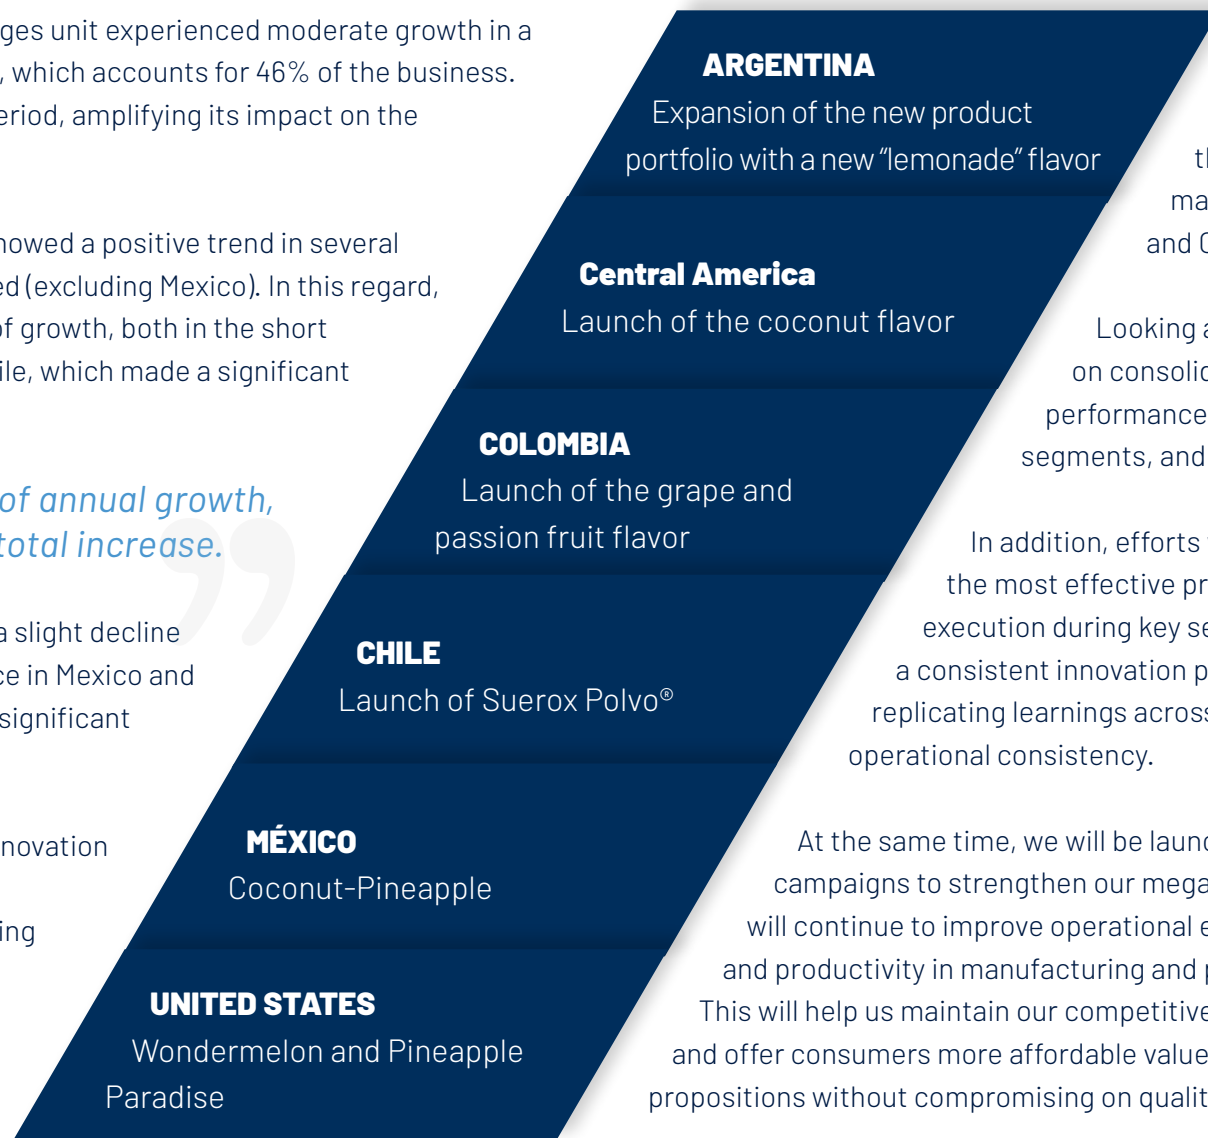 ges unit experienced moderate growth in a
, which accounts for 46% of the business.
eriod, amplifying its impact on the
howed a positive trend in several
ed (excluding Mexico). In this regard,
of growth, both in the short
ile, which made a significant
of annual growth,
total increase.
”
a slight decline
ce in Mexico and
significant
novation
ing
ARGENTINA
Expansion of the new product
portfolio with a new “lemonade” flavor
Central America
Launch of the coconut flavor
COLOMBIA
Launch of the grape and
passion fruit flavor
CHILE
Launch of Suerox Polvo®
MÉXICO
Coconut-Pineapple
UNITED STATES
Wondermelon and Pineapple
Paradise
th
ma
and
Looking a
on consolid
performance
segments, and
In addition, efforts
the most effective pr
execution during key se
a consistent innovation p
replicating learnings across
operational consistency.
At the same time, we will be launc
campaigns to strengthen our mega
will continue to improve operational e
and productivity in manufacturing and p
This will help us maintain our competitive
and offer consumers more affordable value
propositions without compromising on qualit